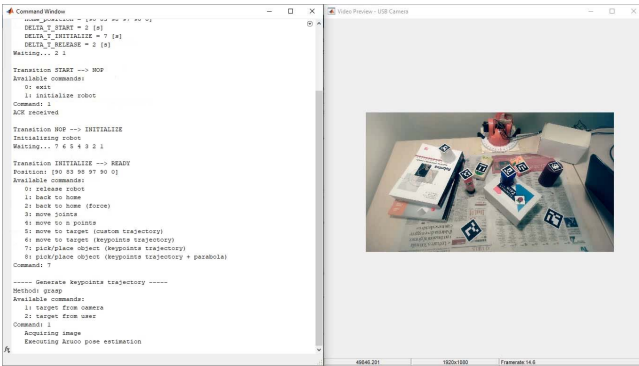 Command Window
DELTA_T_START = 2 [s]
DELTA_T_INITIALIZE = 7 [s]
DELTA_T_RELEASE = 2 [s]
Waiting... 2 1
Transition START --> NOP
Available commands:
0: exit
1: initialize robot
Command: 1
ACK received
Transition NOP --> INITIALIZE
Initializing robot
Waiting... 7 6 5 4 3 2 1
Transition INITIALIZE --> READY
Position: [90 83 98 97 90 0]
Available commands:
0: release robot
1: back to home
2: back to home (force)
3: move joints
4: move to n points
5: move to target (custom trajectory)
6: move to target (keypoints trajectory)
7: pick/place object (keypoints trajectory)
8: pick/place object (keypoints trajectory + parabola)
Command: 7
----- Generate keypoints trajectory -----
Method: grasp
Available commands:
1: target from camera
2: target from user
Command: 1
Acquiring image
Executing Aruco pose estimation
fx
Video Preview - USB Camera
1920x1080
Framerate: 14.6